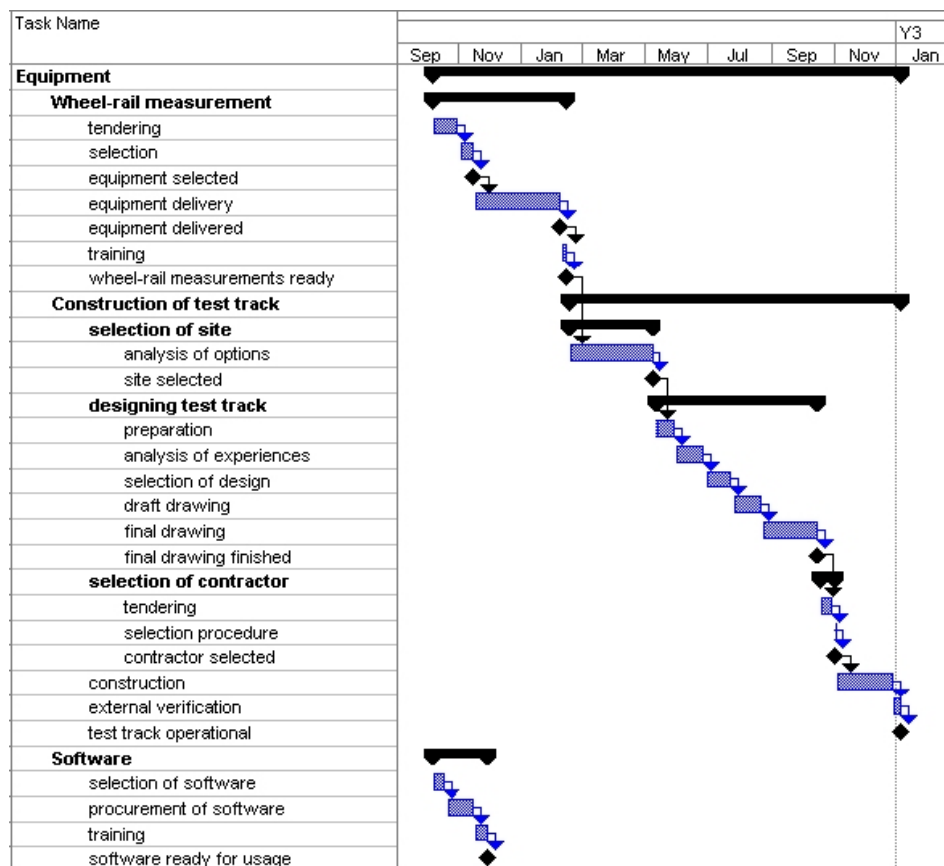 Task Name
Y3
Sep Nov Jan Mar May Jul Sep Nov Jan
Equipment
Wheel-rail measurement
tendering
selection
equipment selected
equipment delivery
equipment delivered
training
wheel-rail measurements ready
Construction of test track
selection of site
analysis of options
site selected
designing test track
preparation
analysis of experiences
selection of design
draft drawing
final drawing
final drawing finished
selection of contractor
tendering
selection procedure
contractor selected
construction
external verification
test track operational
Software
selection of software
procurement of software
training
software ready for usage